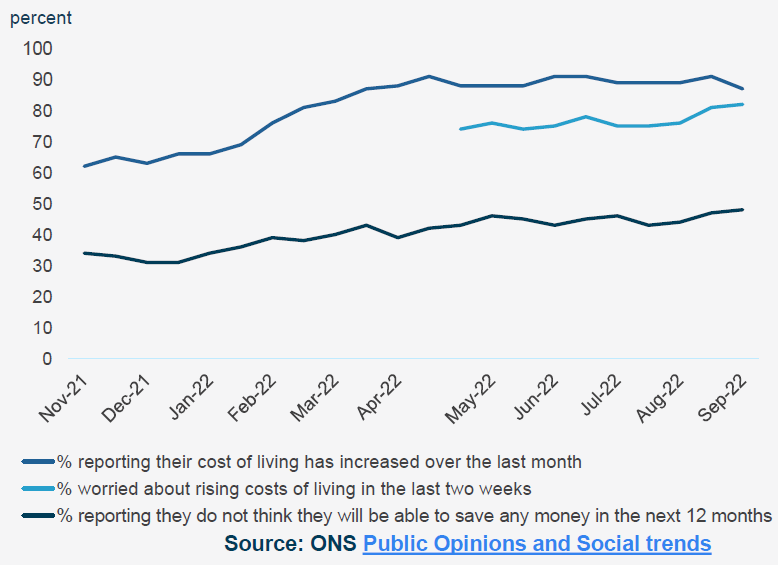 percent
100
90
80
70
60
50
40
30
20
10
0
Nov-21
Dec-21
Jan-22
Feb-22
Mar-22
Apr-22
May-22
Jun-22
Jul-22
Aug-22
Sep-22
% reporting their cost of living has increased over the last month
% worried about rising costs of living in the last two weeks
% reporting they do not think they will be able to save any money in the next 12 months
Source: ONS Public Opinions and Social trends